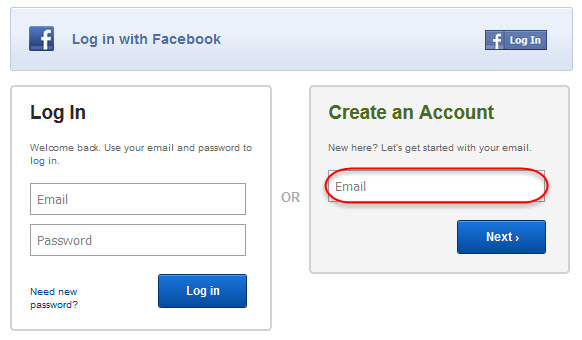 Log in with Facebook
Log In
Log In
Welcome back. Use your email and password to
log in.
Email
Password
Need new
password?
Log in
OR
Create an Account
New here? Let's get started with your email.
Email
Next ›